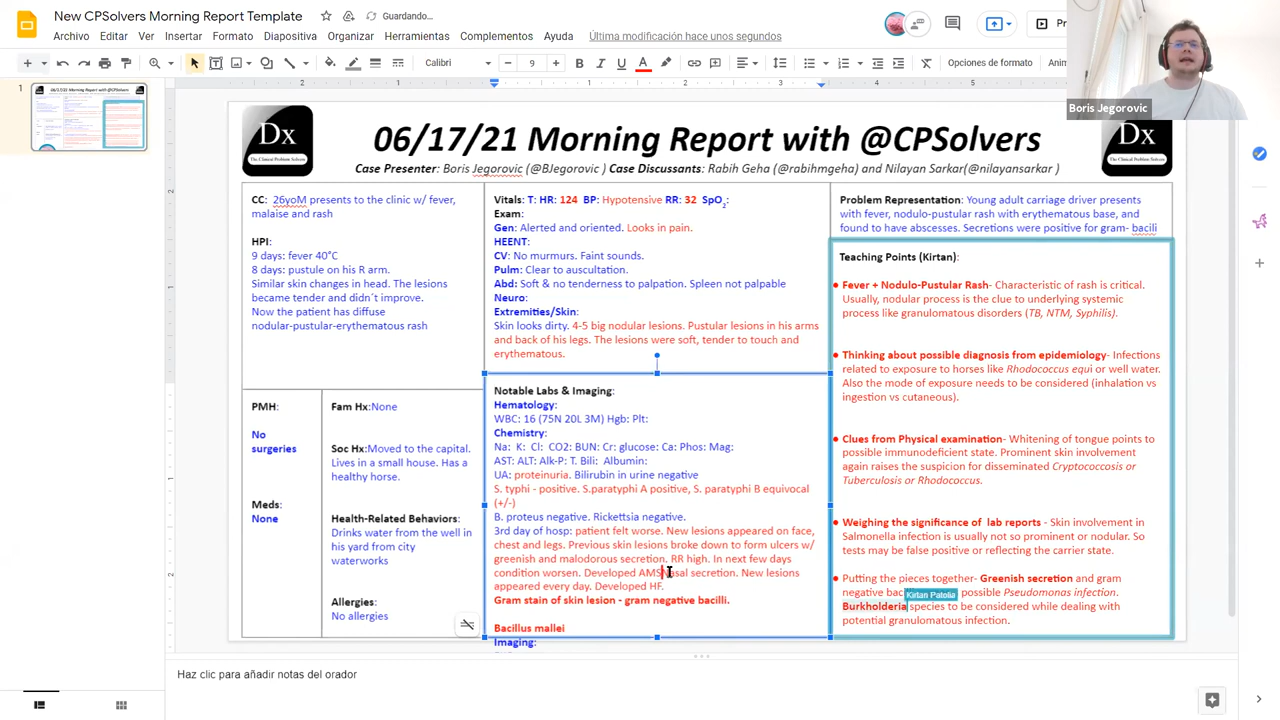 New CPSolvers Morning Report Template
Guardando…
Archivo Editar Ver Insertar Formato Diapositiva Organizar Herramientas Complementos Ayuda Última modificación hace unos segundos
Calibri 9 Opciones de formato
Boris Jegorovic
06/17/21 Morning Report with @CPSolvers
Case Presenter: Boris Jegorovic (@BJegorovic ) Case Discussants: Rabih Geha (@rabihmgeha) and Nilayan Sarkar(@nilayansarkar )
Dx
The Clinical Problem Solvers
Dx
The Clinical Problem Solvers
CC: 26yoM presents to the clinic w/ fever,
malaise and rash
HPI:
9 days: fever 40°C
8 days: pustule on his R arm.
Similar skin changes in head. The lesions
became tender and didn´t improve.
Now the patient has diffuse
nodular-pustular-erythematous rash
PMH:
No
surgeries
Meds:
None
Fam Hx:None
Soc Hx:Moved to the capital.
Lives in a small house. Has a
healthy horse.
Health-Related Behaviors:
Drinks water from the well in
his yard from city
waterworks
Allergies:
No allergies
Vitals: T: HR: 124 BP: Hypotensive RR: 32 SpO2:
Exam:
Gen: Alerted and oriented. Looks in pain.
HEENT:
CV: No murmurs. Faint sounds.
Pulm: Clear to auscultation.
Abd: Soft & no tenderness to palpation. Spleen not palpable
Neuro:
Extremities/Skin:
Skin looks dirty. 4-5 big nodular lesions. Pustular lesions in his arms
and back of his legs. The lesions were soft, tender to touch and
erythematous.
Notable Labs & Imaging:
Hematology:
WBC: 16 (75N 20L 3M) Hgb: Plt:
Chemistry:
Na: K: Cl: CO2: BUN: Cr: glucose: Ca: Phos: Mag:
AST: ALT: Alk-P: T. Bili: Albumin:
UA: proteinuria. Bilirubin in urine negative
S. typhi - positive. S.paratyphi A positive, S. paratyphi B equivocal
(+/-)
B. proteus negative. Rickettsia negative.
3rd day of hosp: patient felt worse. New lesions appeared on face,
chest and legs. Previous skin lesions broke down to form ulcers w/
greenish and malodorous secretion. RR high. In next few days
condition worsen. Developed AMSNasal secretion. New lesions
appeared every day. Developed HF.
Gram stain of skin lesion - gram negative bacilli.
Bacillus mallei
Imaging:
Problem Representation: Young adult carriage driver presents
with fever, nodulo-pustular rash with erythematous base, and
found to have abscesses. Secretions were positive for gram- bacili
Teaching Points (Kirtan):
● Fever + Nodulo-Pustular Rash- Characteristic of rash is critical.
Usually, nodular process is the clue to underlying systemic
process like granulomatous disorders (TB, NTM, Syphilis).
● Thinking about possible diagnosis from epidemiology- Infections
related to exposure to horses like Rhodococcus equi or well water.
Also the mode of exposure needs to be considered (inhalation vs
ingestion vs cutaneous).
● Clues from Physical examination- Whitening of tongue points to
possible immunodeficient state. Prominent skin involvement
again raises the suspicion for disseminated Cryptococcosis or
Tuberculosis or Rhodococcus.
● Weighing the significance of lab reports - Skin involvement in
Salmonella infection is usually not so prominent or nodular. So
tests may be false positive or reflecting the carrier state.
● Putting the pieces together- Greenish secretion and gram
negative possible Pseudomonas infection.
Kirtan Patolia
Burkholderia species to be considered while dealing with
potential granulomatous infection.
Haz clic para añadir notas del orador